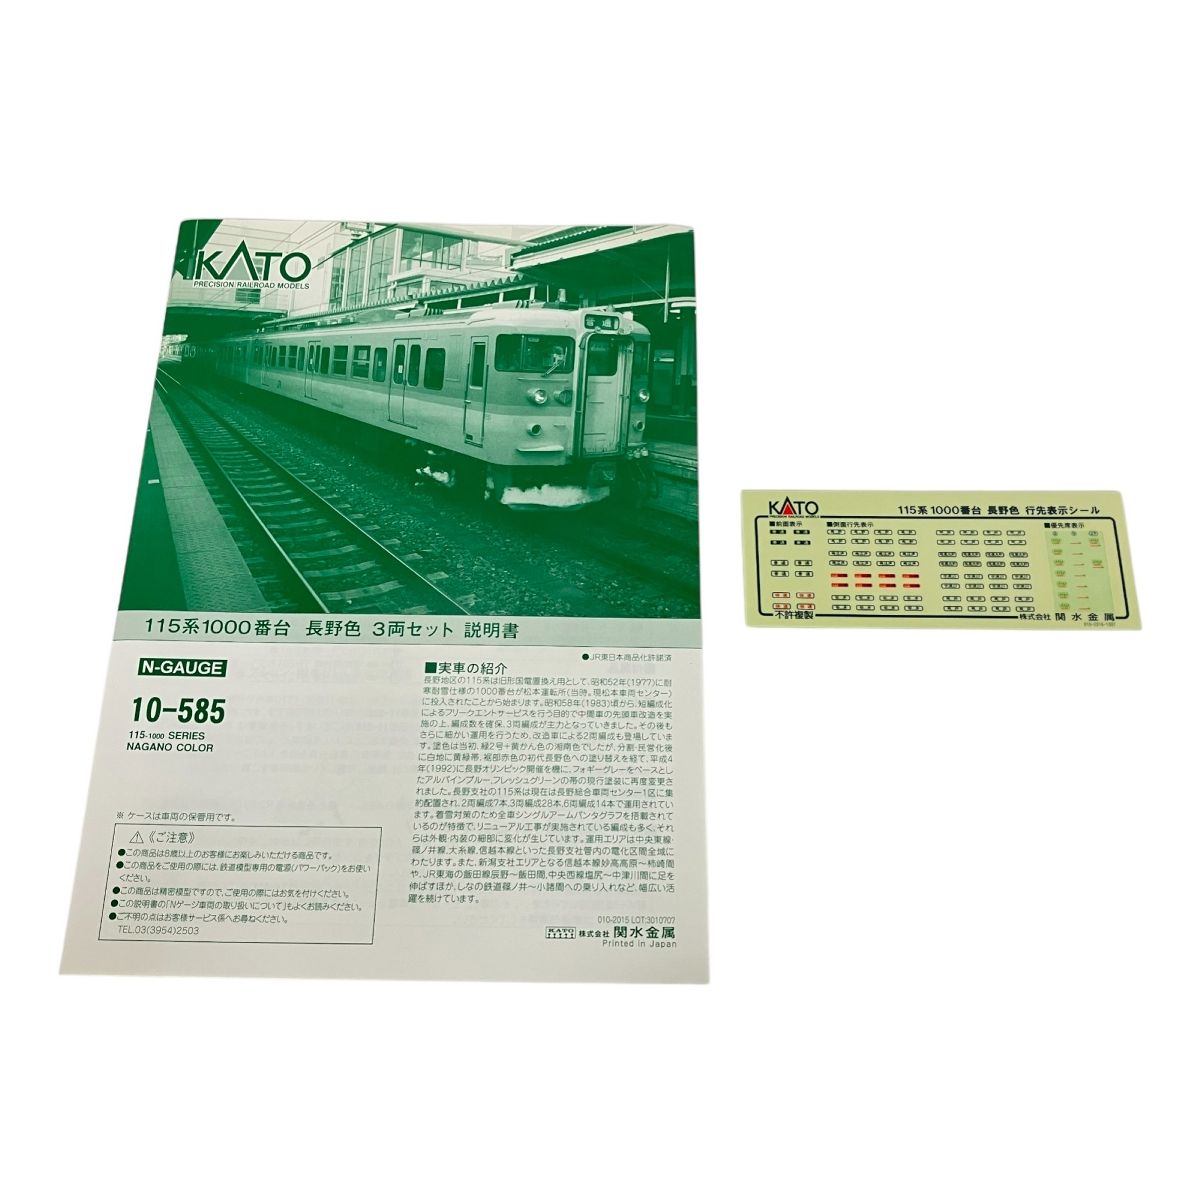 KATO
PRECISION RAILROAD MODELS
普通
115系1000番台 長野色 3両セット 説明書
●JR東日本商品化許諾済
N-GAUGE
10-585
115-1000 SERIES
NAGANO COLOR
※ ケースは車両の保管用です。
⚠《ご注意》
●この商品は8歳以上のお客様にお楽しみいただける商品です。
●この商品をご使用の際には、鉄道模型専用の電源(パワーパック)をお使い
ください。
●この商品は精密模型ですので、ご使用の際にはお気を付けください。
●この説明書の「Nゲージ車両の取り扱いについて」もよくお読みください。
●ご不明の点はお客様サービス係へお尋ねください。
TEL.03(3954)2503
■実車の紹介
長野地区の115系は旧形国電置換え用として、昭和52年(1977)に耐
寒耐雪仕様の1000番台が松本運転所(当時。現松本車両センター)
に投入されたことから始まります。昭和58年(1983)頃から、短編成化
によるフリークエントサービスを行う目的で中間車の先頭車改造を実
施の上、編成数を確保、3両編成が主力となっていきました。その後も
さらに細かい運用を行うため、改造車による2両編成も登場していま
す。塗色は当初、緑2号+黄かん色の湘南色でしたが、分割・民営化後
に白地に黄緑帯、裾部赤色の初代長野色への塗り替えを経て、平成4
年(1992)に長野オリンピック開催を機に、フォギーグレーをベースとし
たアルパインブルー、フレッシュグリーンの帯の現行塗装に再度変更さ
れました。長野支社の115系は現在は長野総合車両センター1区に集
約配置され、2両編成7本、3両編成28本、6両編成14本で運用されてい
ます。着雪対策のため全車シングルアームパンタグラフを搭載されて
いるのが特徴で、リニューアル工事が実施されている編成も多く、それ
らは外観・内装の細部に変化が生じています。運用エリアは中央東線、
篠ノ井線、大糸線、信越本線といった長野支社管内の電化区間全域に
わたります。また、新潟支社エリアとなる信越本線妙高高原~柿崎間
や、JR東海の飯田線辰野~飯田間、中央西線塩尻~中津川間に足を
伸ばすほか、しなの鉄道篠ノ井~小諸間への乗り入れなど、幅広い活
躍を続けています。
010-2015 LOT:3010707
KATO 株式会社 関水金属
Printed in Japan
KATO
PRECISION RAILROAD MODELS
115系1000番台 長野色 行先表示シール
■前面表示
■側面行先表示
■優先席表示
不許複製
株式会社 関水金属